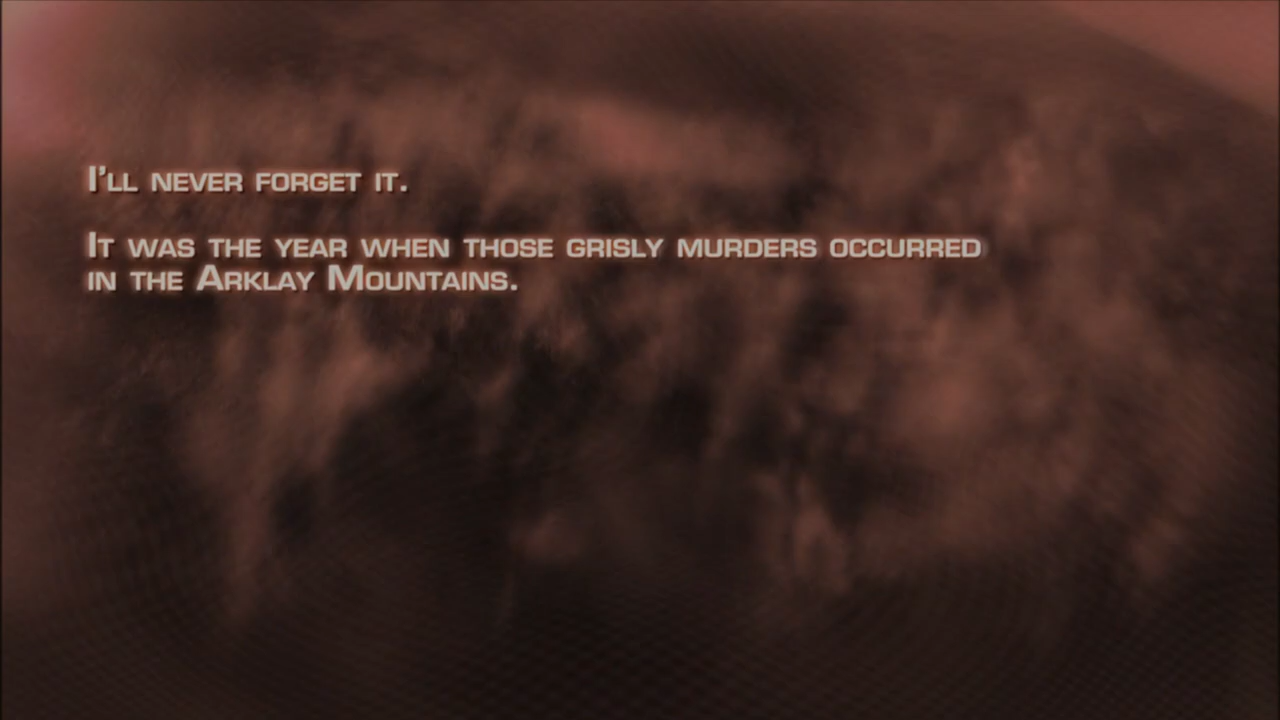 I'll never forget it.
It was the year when those grisly murders occurred
in the Arklay Mountains.